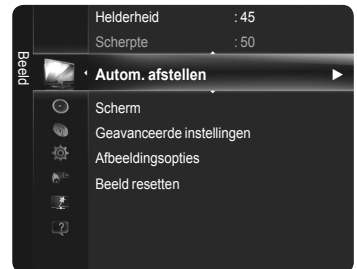 Beeld
Helderheid : 45
Scherpte : 50
Autom. afstellen
Scherm
Geavanceerde instellingen
Afbeeldingsopties
Beeld resetten